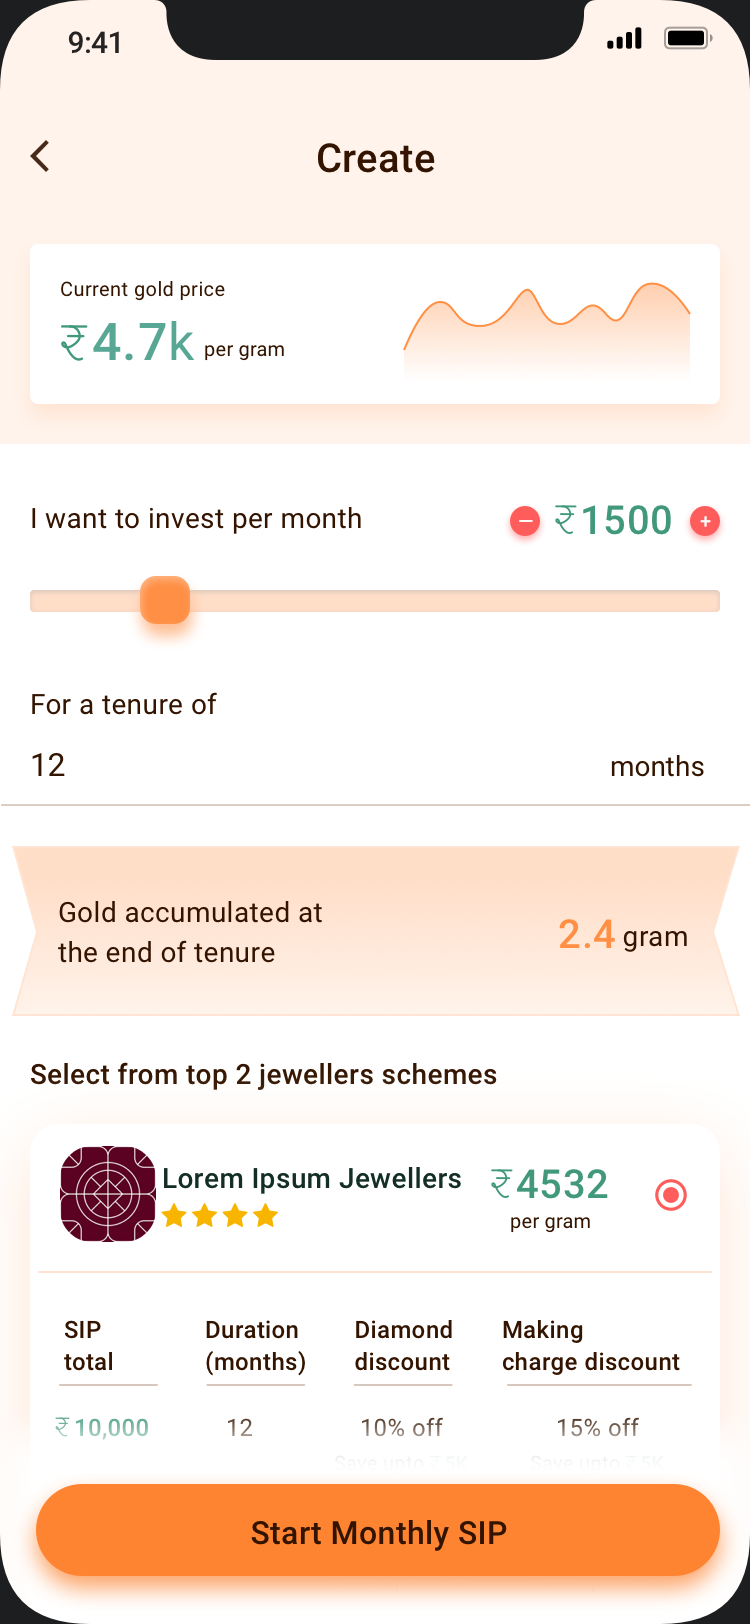 9:41
Create
Current gold price
₹4.7k per gram
I want to invest per month
− ₹1500 +
For a tenure of
12 months
Gold accumulated at
the end of tenure
2.4 gram
Select from top 2 jewellers schemes
Lorem Ipsum Jewellers
₹4532
per gram
SIP total
Duration (months)
Diamond discount
Making charge discount
₹10,000
12
10% off
15% off
Save upto ₹5K
Save upto ₹5K
Start Monthly SIP